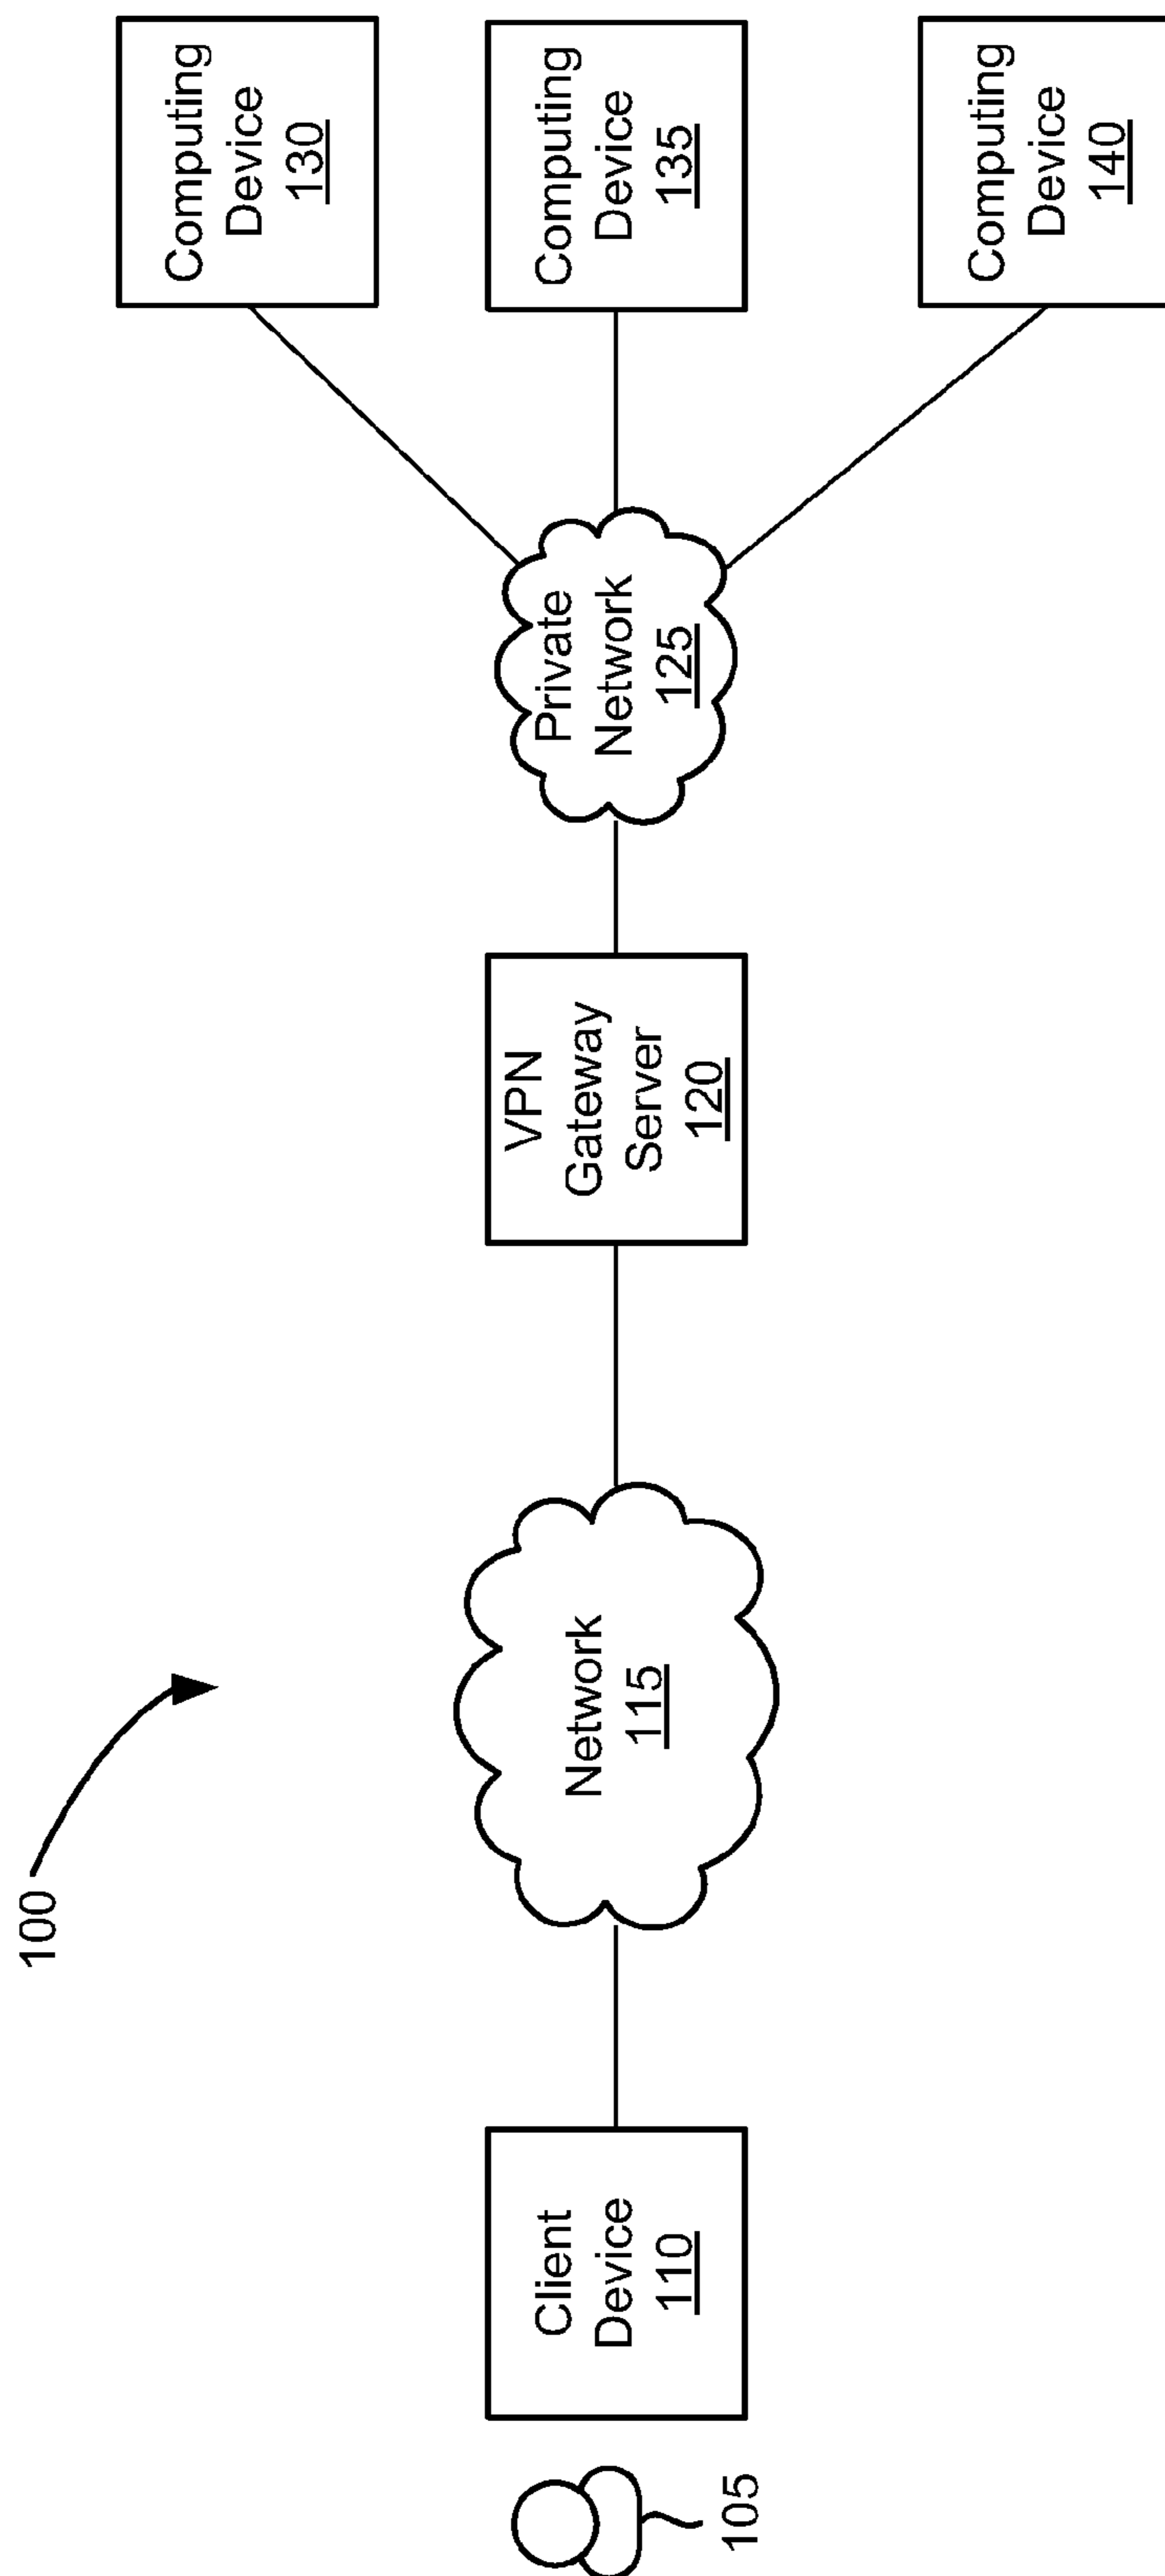 100
105
Client
Device
110
Network
115
VPN
Gateway
Server
120
Private
Network
125
Computing
Device
130
Computing
Device
135
Computing
Device
140